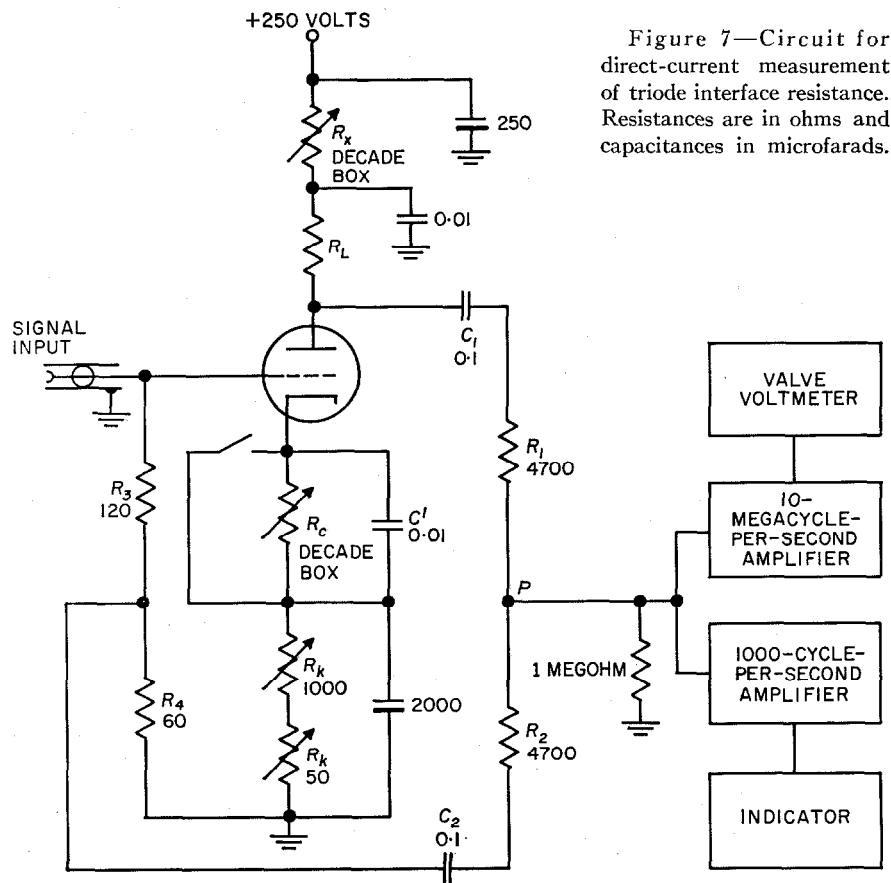 +250 VOLTS
Figure 7—Circuit for
direct-current measurement
of triode interface resistance.
Resistances are in ohms and
capacitances in microfarads.
250
Rx
DECADE
BOX
0·01
RL
SIGNAL
INPUT
C1
0·1
R1
4700
R3
120
Rc
DECADE
BOX
C'
0·01
VALVE
VOLTMETER
10-
MEGACYCLE-
PER-SECOND
AMPLIFIER
P
R4
60
Rk
1000
Rk
50
2000
1 MEGOHM
R2
4700
1000-CYCLE-
PER-SECOND
AMPLIFIER
C2
0·1
INDICATOR